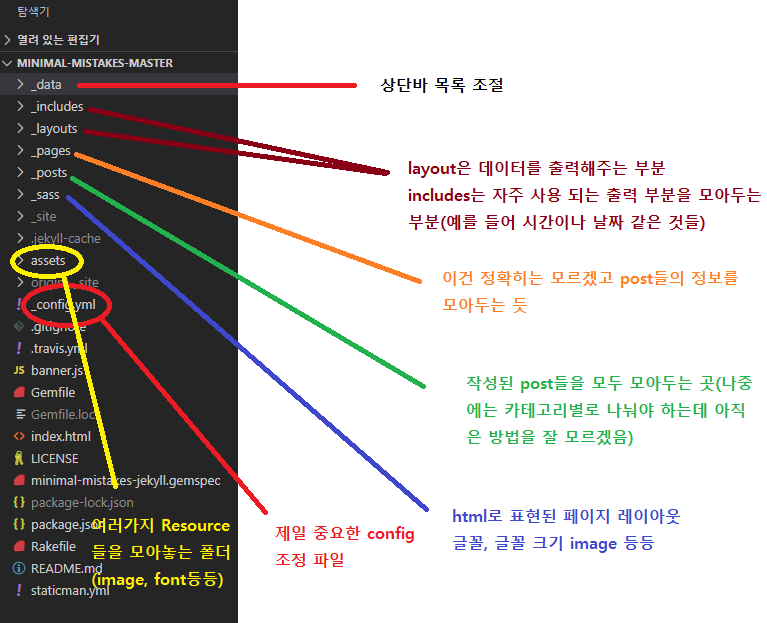 탐색기
열려 있는 편집기
MINIMAL-MISTAKES-MASTER
_data
_includes
_layouts
_pages
_posts
_sass
_site
.jekyll-cache
assets
_site
_config.yml
.gitignore
.travis.yml
JS banner.js
Gemfile
Gemfile.loc
index.html
LICENSE
minimal-mistakes-jekyll.gemspec
package-lock.json
package.json
Rakefile
README.md
staticman.yml
상단바 목록 조절
layout은 데이터를 출력해주는 부분
includes는 자주 사용 되는 출력 부분을 모아두는
부분(예를 들어 시간이나 날짜 같은 것들)
이건 정확히는 모르겠고 post들의 정보를
모아두는 듯
작성된 post들을 모두 모아두는 곳(나중
에는 카테고리별로 나눠야 하는데 아직
은 방법을 잘 모르겠음)
html로 표현된 페이지 레이아웃
글꼴, 글꼴 크기 image 등등
제일 중요한 config
조정 파일
여러가지 Resource
들을 모아놓는 폴더
(image, font등등)